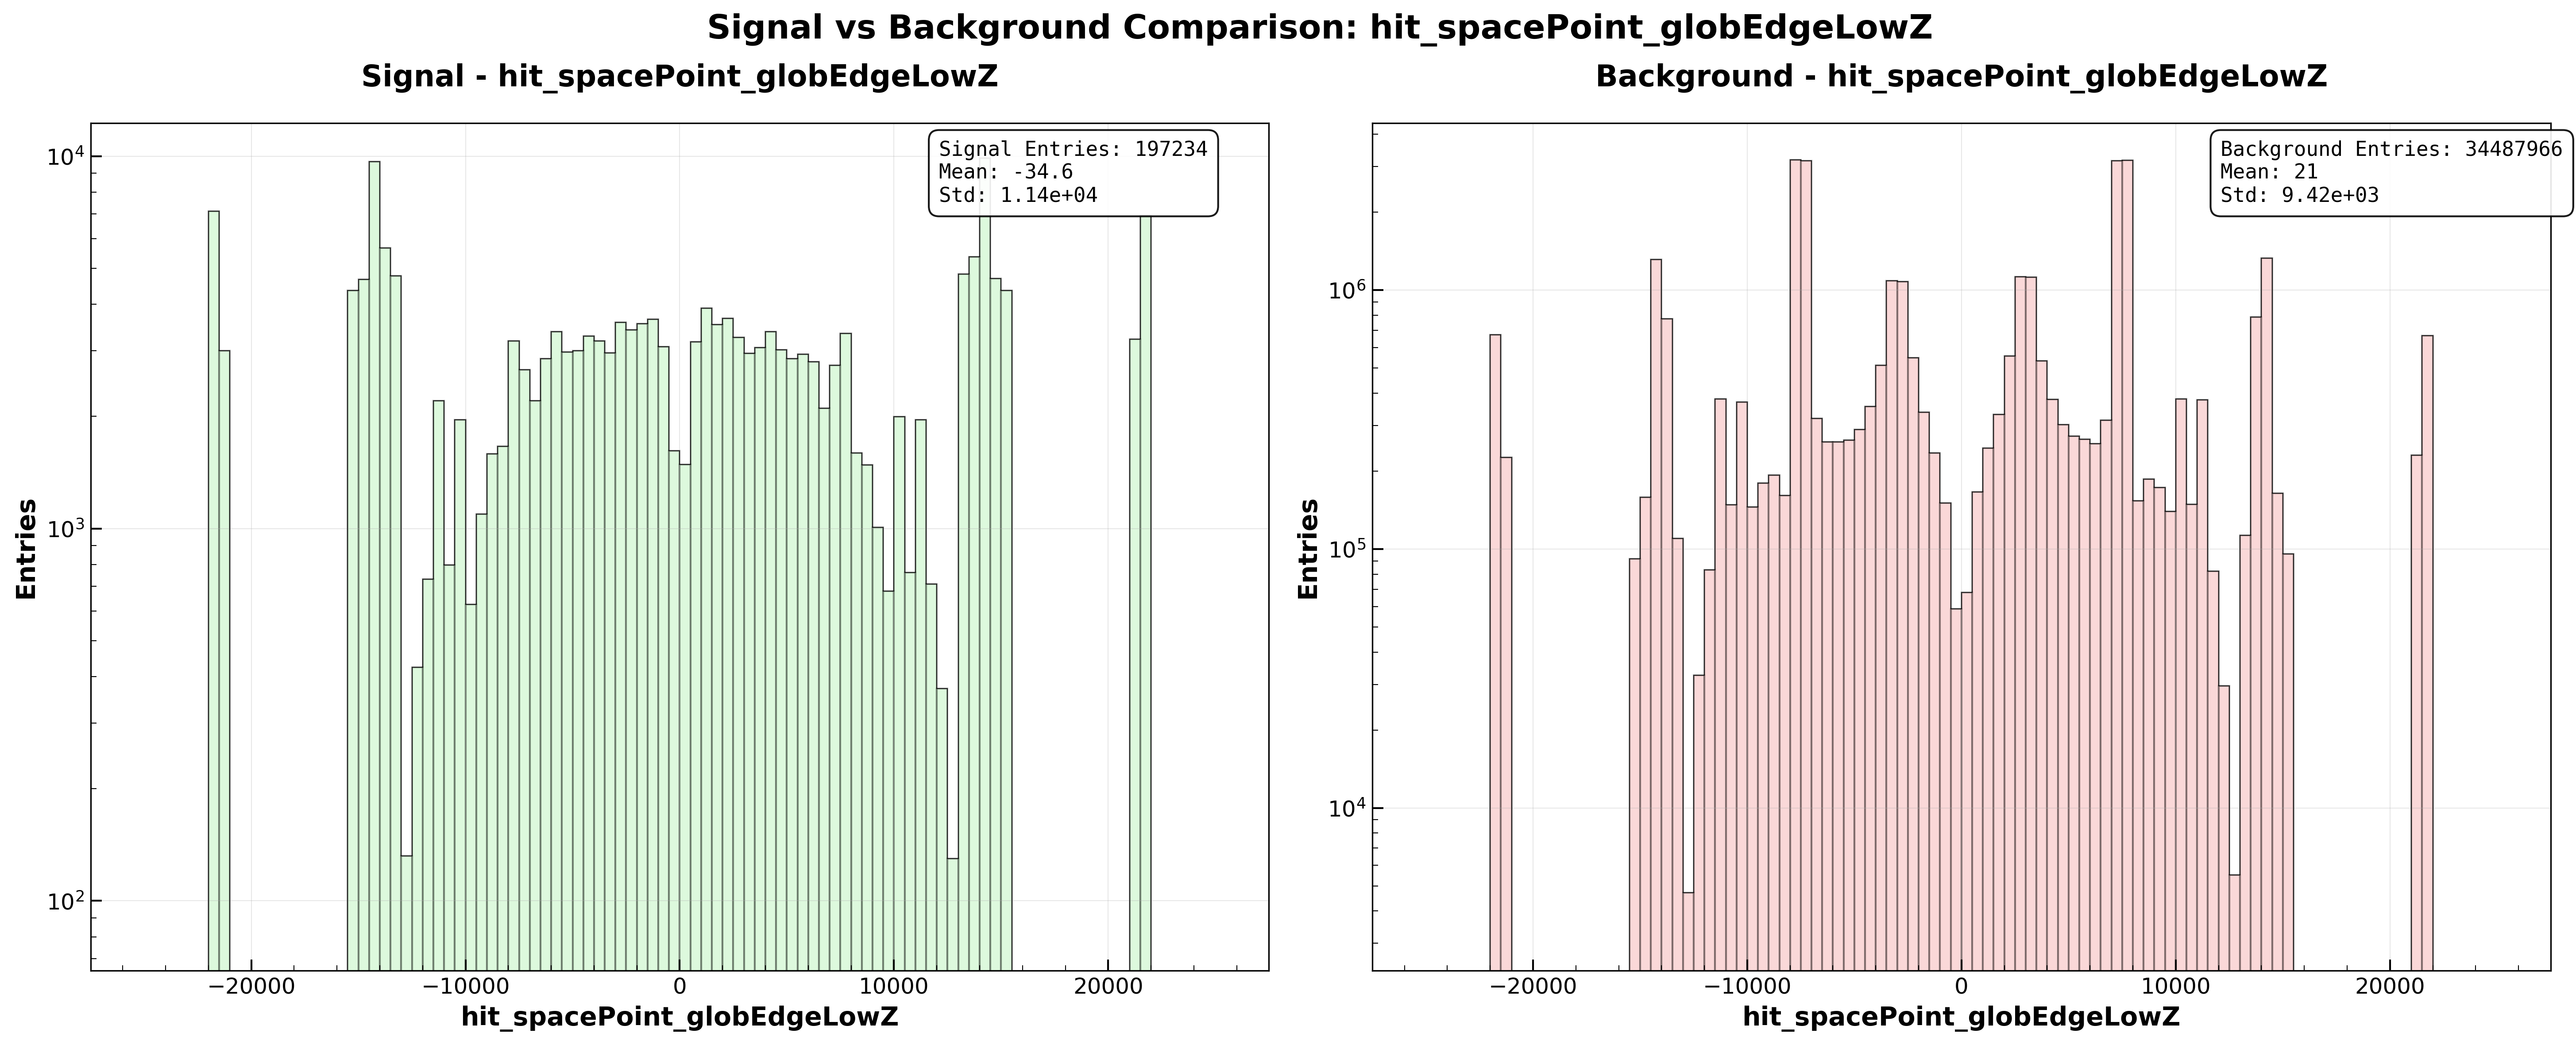 Signal vs Background Comparison: hit_spacePoint_globEdgeLowZ
Signal - hit_spacePoint_globEdgeLowZ
Signal Entries: 197234
Mean: -34.6
Std: 1.14e+04
10^4
10^3
10^2
Entries
−20000
−10000
0
10000
20000
hit_spacePoint_globEdgeLowZ
Background - hit_spacePoint_globEdgeLowZ
Background Entries: 34487966
Mean: 21
Std: 9.42e+03
10^6
10^5
10^4
Entries
−20000
−10000
0
10000
20000
hit_spacePoint_globEdgeLowZ